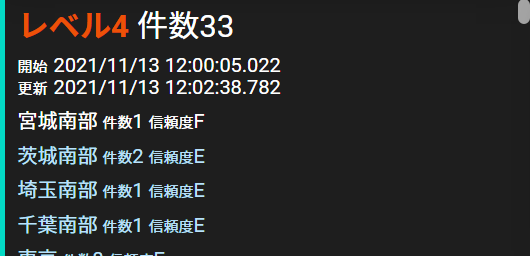 レベル4 件数33
開始 2021/11/13 12:00:05.022
更新 2021/11/13 12:02:38.782
宮城南部 件数1 信頼度F
茨城南部 件数2 信頼度E
埼玉南部 件数1 信頼度E
千葉南部 件数1 信頼度E